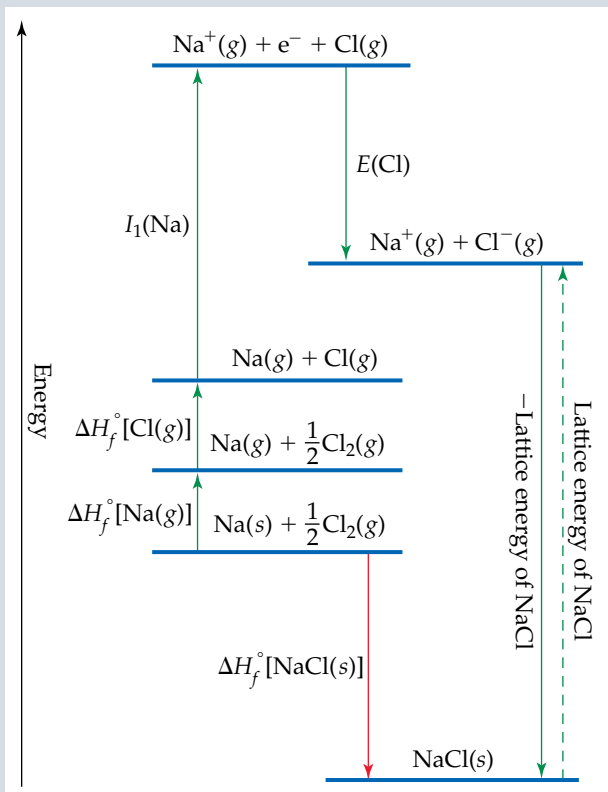 Na⁺(g) + e⁻ + Cl(g)
E(Cl)
I₁(Na)
Na⁺(g) + Cl⁻(g)
Na(g) + Cl(g)
Energy
ΔH°f[Cl(g)]
Na(g) + ½Cl₂(g)
ΔH°f[Na(g)]
Na(s) + ½Cl₂(g)
−Lattice energy of NaCl
Lattice energy of NaCl
ΔH°f[NaCl(s)]
NaCl(s)